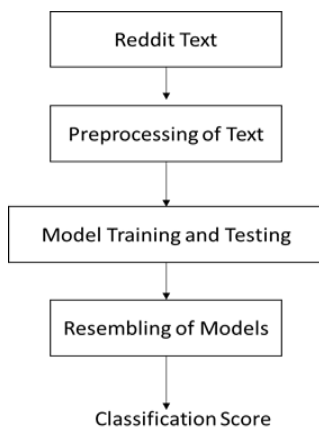 Reddit Text
Preprocessing of Text
Model Training and Testing
Resembling of Models
Classification Score